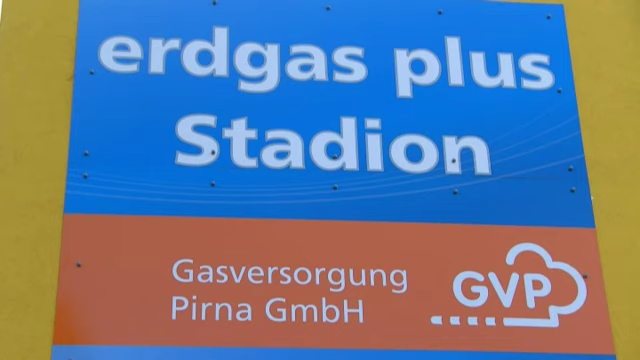 erdgas plus
Stadion
Gasversorgung
Pirna GmbH
GVP